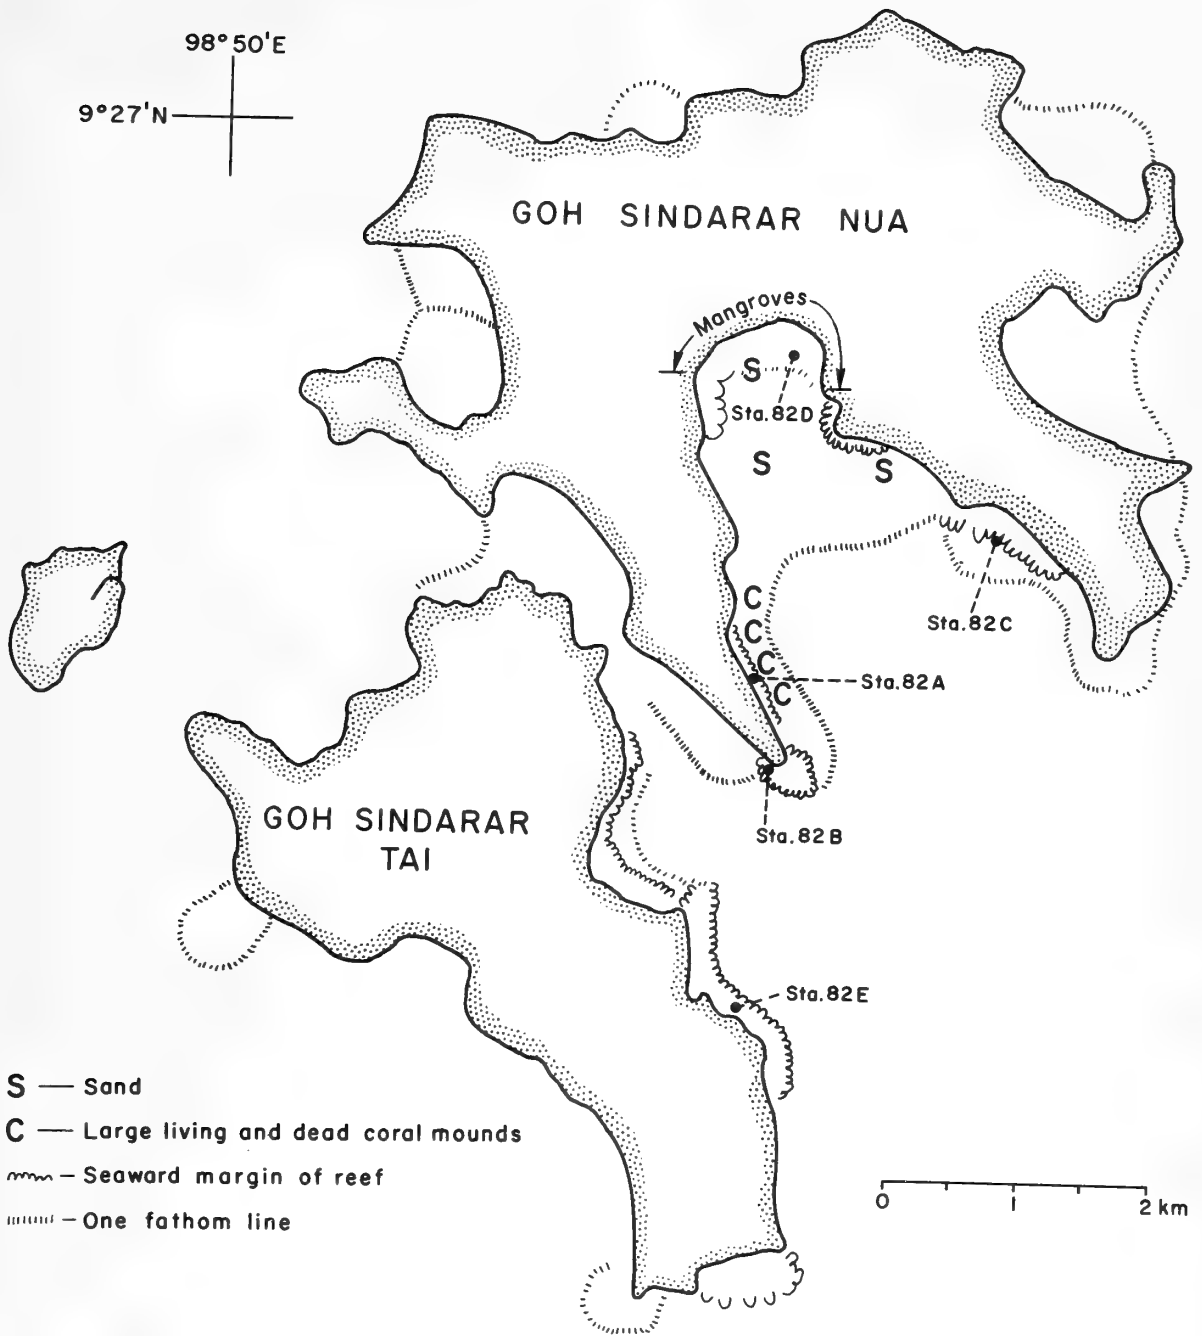 98°50'E
9°27'N
GOH SINDARAR NUA
Mangroves
S
Sta.82D
S
S
C
C
C
C
Sta.82C
Sta.82A
Sta.82B
GOH SINDARAR
TAI
Sta.82E
S — Sand
C — Large living and dead coral mounds
— Seaward margin of reef
— One fathom line
0 1 2 km